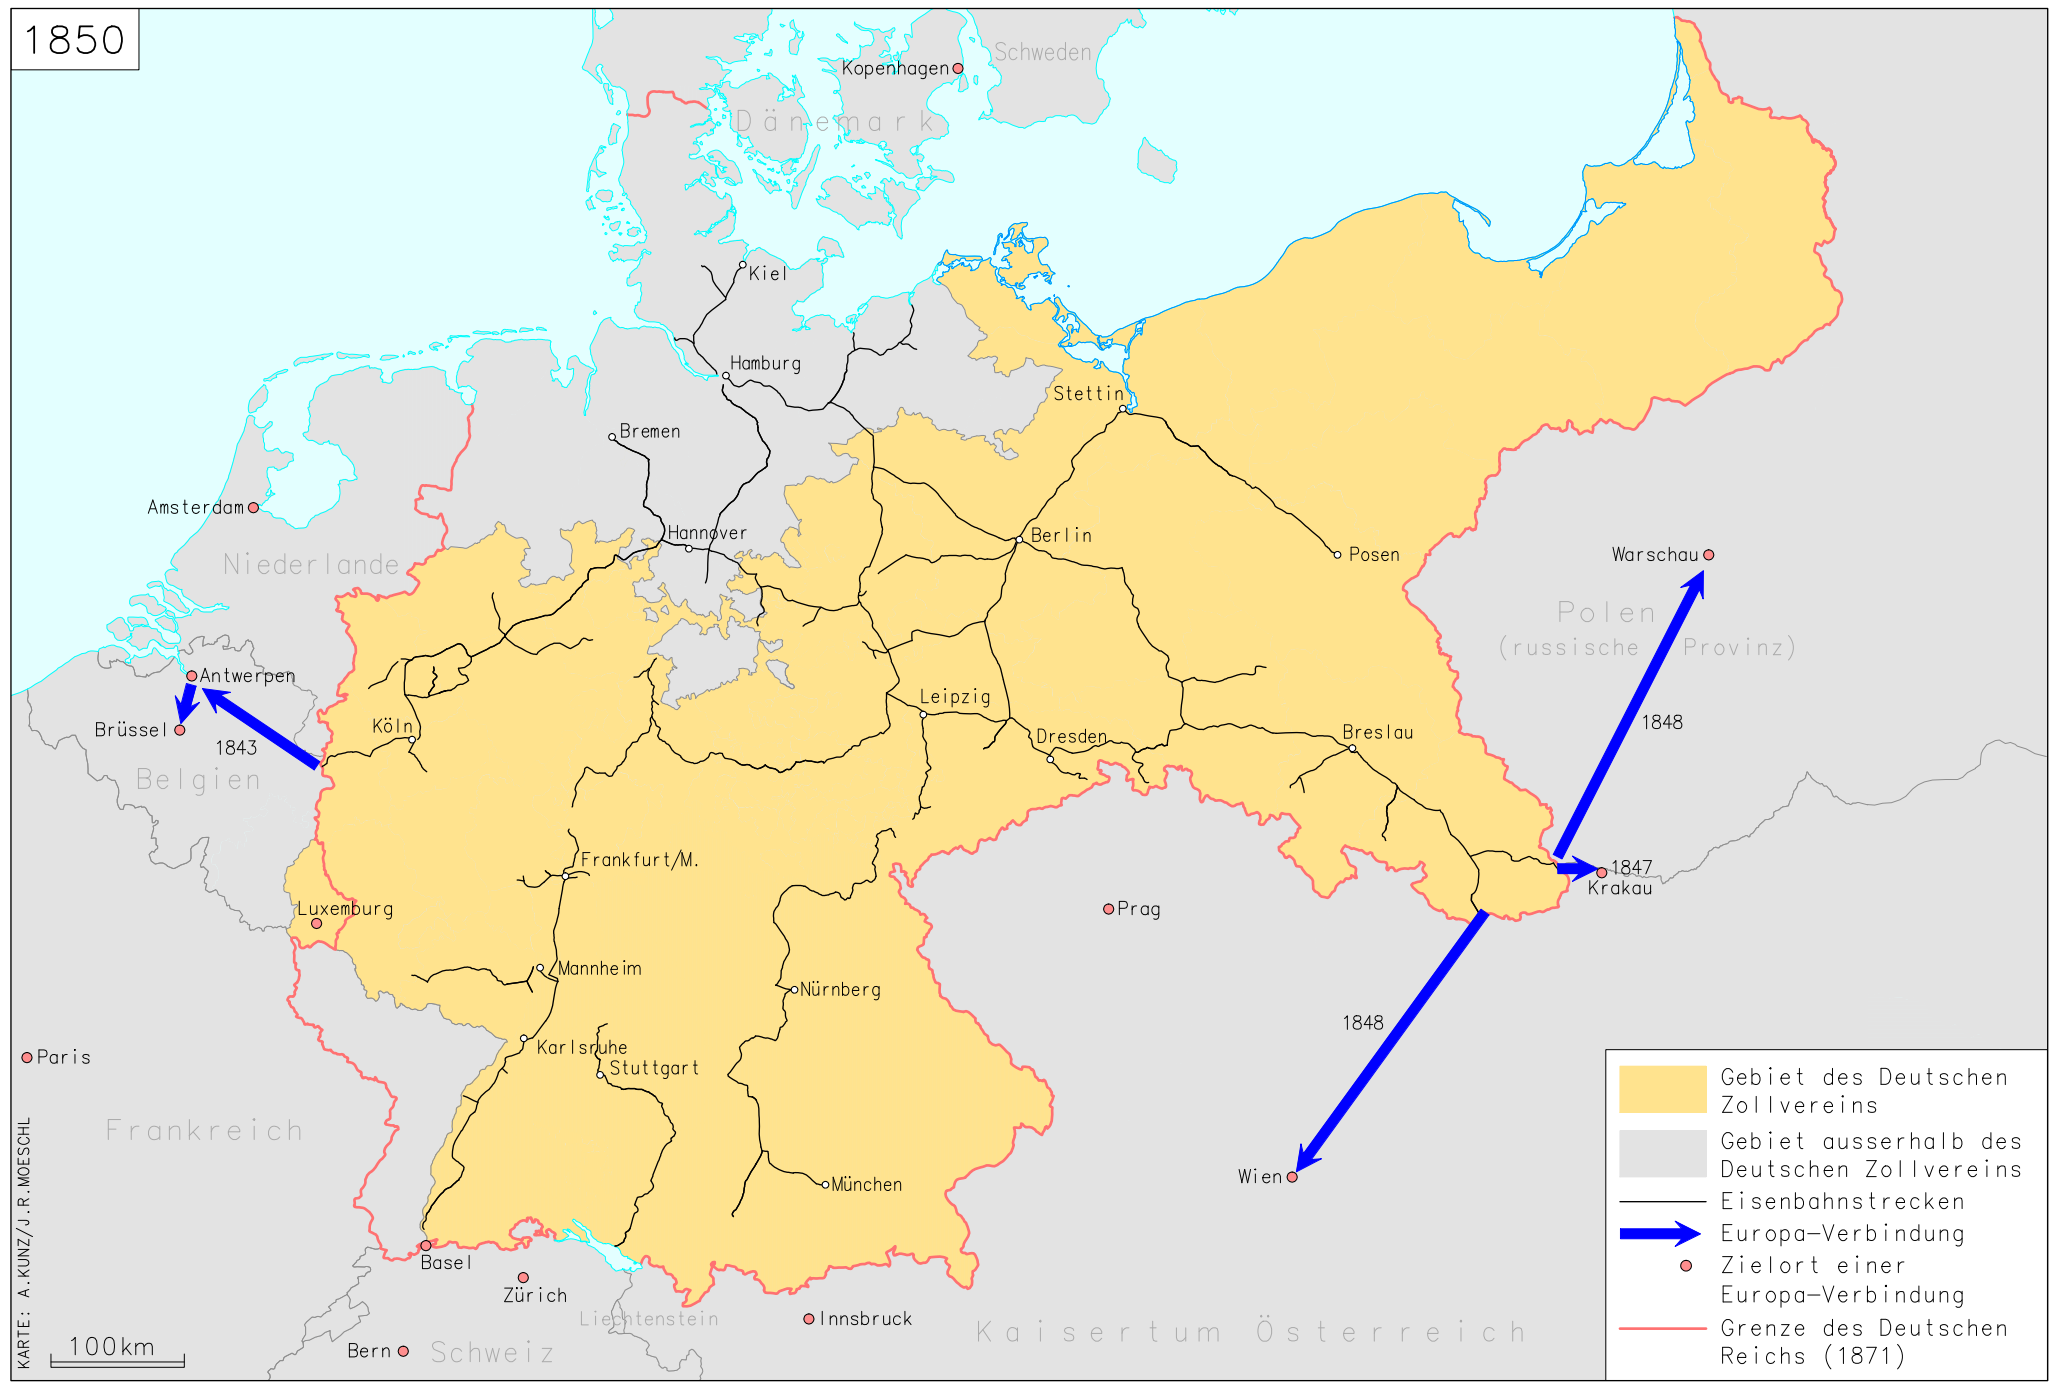 1850
Schweden
Kopenhagen
Dänemark
Kiel
Hamburg
Stettin
Bremen
Amsterdam
Hannover
Berlin
Posen
Warschau
Niederlande
Polen
(russische Provinz)
Antwerpen
Leipzig
Brüssel
Köln
1843
Dresden
Breslau
1848
Belgien
Frankfurt/M.
1847
Krakau
Luxemburg
Prag
Mannheim
Nürnberg
1848
Karlsruhe
Paris
Stuttgart
Frankreich
Wien
München
Basel
Zürich
Liechtenstein
Innsbruck
Kaisertum Österreich
Bern
Schweiz
100km
KARTE: A.KUNZ/J.R.MOESCHL
Gebiet des Deutschen
Zollvereins
Gebiet ausserhalb des
Deutschen Zollvereins
Eisenbahnstrecken
Europa-Verbindung
Zielort einer
Europa-Verbindung
Grenze des Deutschen
Reichs (1871)